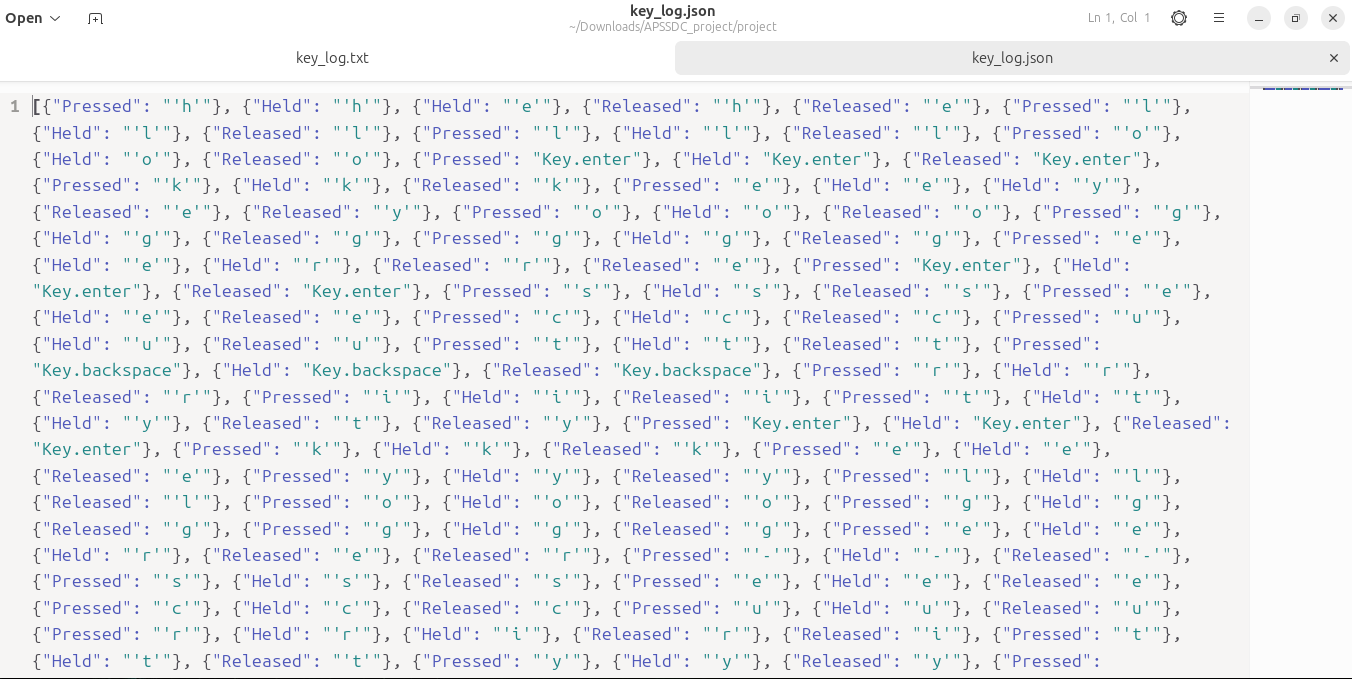 Open
key_log.json
~/Downloads/APSSDC_project/project
Ln 1, Col 1
key_log.txt
key_log.json
1 [{"Pressed": "'h'"}, {"Held": "'h'"}, {"Held": "'e'"}, {"Released": "'h'"}, {"Released": "'e'"}, {"Pressed": "'l'"},
{"Held": "'l'"}, {"Released": "'l'"}, {"Pressed": "'l'"}, {"Held": "'l'"}, {"Released": "'l'"}, {"Pressed": "'o'"},
{"Held": "'o'"}, {"Released": "'o'"}, {"Pressed": "Key.enter"}, {"Held": "Key.enter"}, {"Released": "Key.enter"},
{"Pressed": "'k'"}, {"Held": "'k'"}, {"Released": "'k'"}, {"Pressed": "'e'"}, {"Held": "'e'"}, {"Held": "'y'"},
{"Released": "'e'"}, {"Released": "'y'"}, {"Pressed": "'o'"}, {"Held": "'o'"}, {"Released": "'o'"}, {"Pressed": "'g'"},
{"Held": "'g'"}, {"Released": "'g'"}, {"Pressed": "'g'"}, {"Held": "'g'"}, {"Released": "'g'"}, {"Pressed": "'e'"},
{"Held": "'e'"}, {"Held": "'r'"}, {"Released": "'r'"}, {"Released": "'e'"}, {"Pressed": "Key.enter"}, {"Held":
"Key.enter"}, {"Released": "Key.enter"}, {"Pressed": "'s'"}, {"Held": "'s'"}, {"Released": "'s'"}, {"Pressed": "'e'"},
{"Held": "'e'"}, {"Released": "'e'"}, {"Pressed": "'c'"}, {"Held": "'c'"}, {"Released": "'c'"}, {"Pressed": "'u'"},
{"Held": "'u'"}, {"Released": "'u'"}, {"Pressed": "'t'"}, {"Held": "'t'"}, {"Released": "'t'"}, {"Pressed":
"Key.backspace"}, {"Held": "Key.backspace"}, {"Released": "Key.backspace"}, {"Pressed": "'r'"}, {"Held": "'r'"},
{"Released": "'r'"}, {"Pressed": "'i'"}, {"Held": "'i'"}, {"Released": "'i'"}, {"Pressed": "'t'"}, {"Held": "'t'"},
{"Held": "'y'"}, {"Released": "'t'"}, {"Released": "'y'"}, {"Pressed": "Key.enter"}, {"Held": "Key.enter"}, {"Released":
"Key.enter"}, {"Pressed": "'k'"}, {"Held": "'k'"}, {"Released": "'k'"}, {"Pressed": "'e'"}, {"Held": "'e'"},
{"Released": "'e'"}, {"Pressed": "'y'"}, {"Held": "'y'"}, {"Released": "'y'"}, {"Pressed": "'l'"}, {"Held": "'l'"},
{"Released": "'l'"}, {"Pressed": "'o'"}, {"Held": "'o'"}, {"Released": "'o'"}, {"Pressed": "'g'"}, {"Held": "'g'"},
{"Released": "'g'"}, {"Pressed": "'g'"}, {"Held": "'g'"}, {"Released": "'g'"}, {"Pressed": "'e'"}, {"Held": "'e'"},
{"Held": "'r'"}, {"Released": "'e'"}, {"Released": "'r'"}, {"Pressed": "'-'"}, {"Held": "'-'"}, {"Released": "'-'"},
{"Pressed": "'s'"}, {"Held": "'s'"}, {"Released": "'s'"}, {"Pressed": "'e'"}, {"Held": "'e'"}, {"Released": "'e'"},
{"Pressed": "'c'"}, {"Held": "'c'"}, {"Released": "'c'"}, {"Pressed": "'u'"}, {"Held": "'u'"}, {"Released": "'u'"},
{"Pressed": "'r'"}, {"Held": "'r'"}, {"Held": "'i'"}, {"Released": "'r'"}, {"Released": "'i'"}, {"Pressed": "'t'"},
{"Held": "'t'"}, {"Released": "'t'"}, {"Pressed": "'y'"}, {"Held": "'y'"}, {"Released": "'y'"}, {"Pressed":